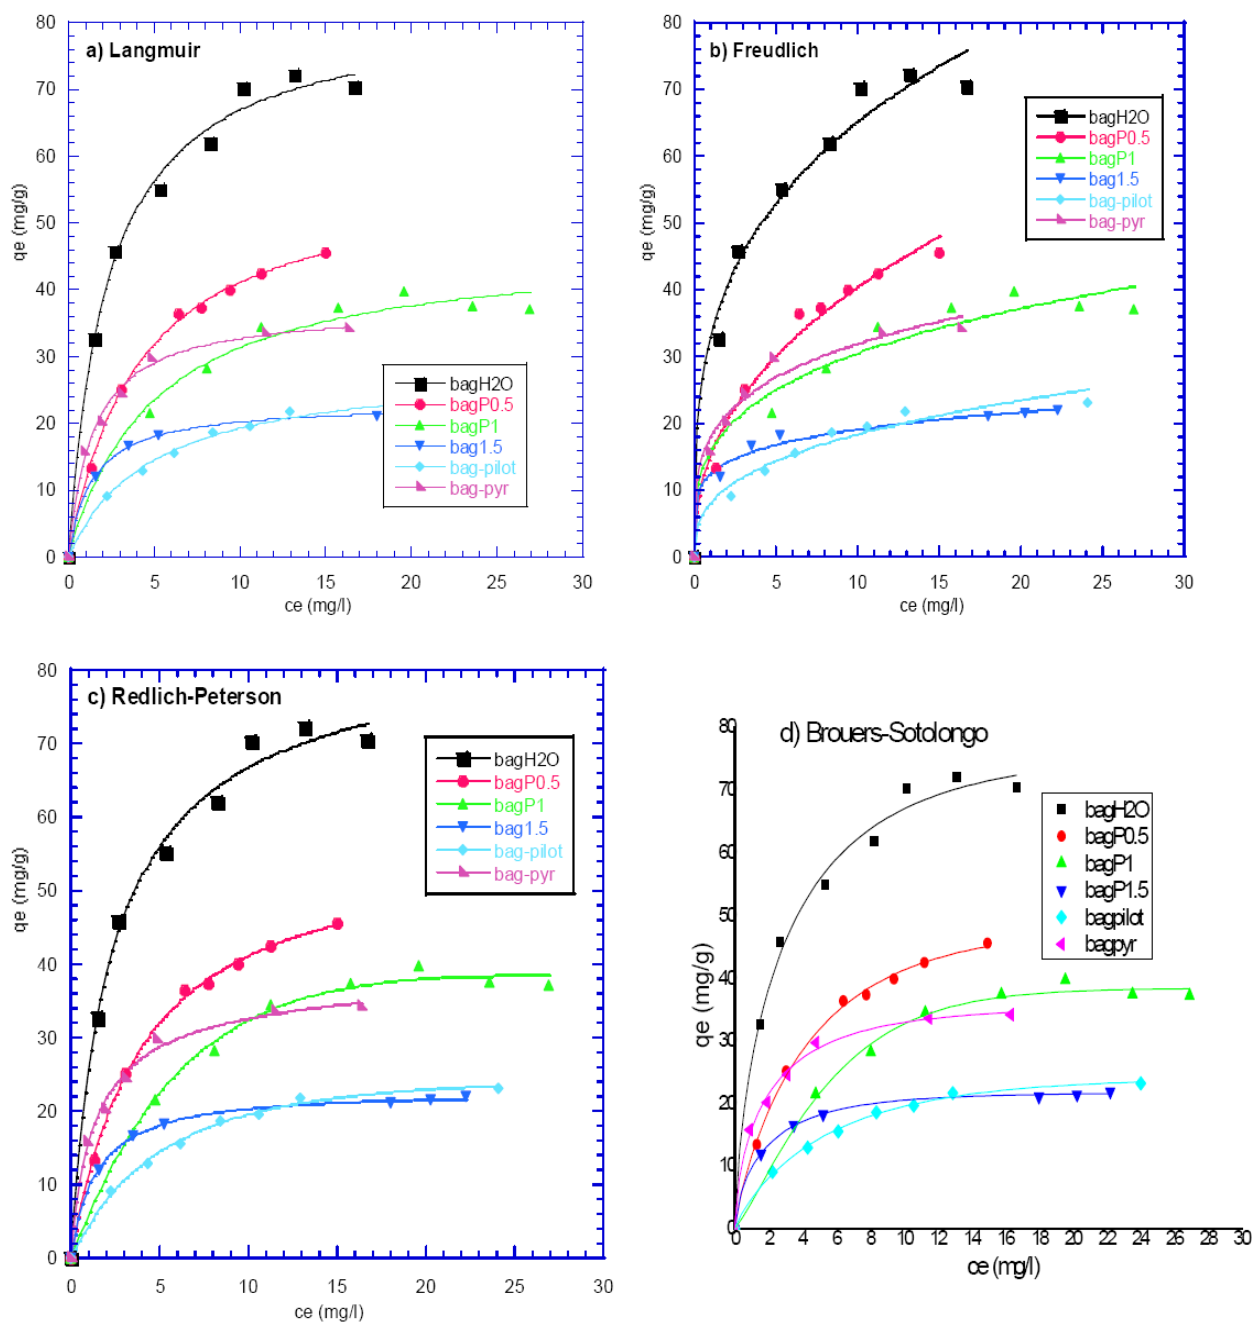 a) Langmuir
80
70
60
50
40
30
20
10
0
qe (mg/g)
bagH2O
bagP0.5
bagP1
bag1.5
bag-pilot
bag-pyr
0 5 10 15 20 25 30
ce (mg/l)
b) Freudlich
80
70
60
50
40
30
20
10
0
qe (mg/g)
bagH2O
bagP0.5
bagP1
bag1.5
bag-pilot
bag-pyr
0 5 10 15 20 25 30
ce (mg/l)
c) Redlich-Peterson
80
70
60
50
40
30
20
10
0
qe (mg/g)
bagH2O
bagP0.5
bagP1
bag1.5
bag-pilot
bag-pyr
0 5 10 15 20 25 30
ce (mg/l)
d) Brouers-Sotolongo
80
70
60
50
40
30
20
10
0
qe (mg/g)
bagH2O
bagP0.5
bagP1
bagP1.5
bagpilot
bagpyr
0 2 4 6 8 10 12 14 16 18 20 22 24 26 28 30
ce (mg/l)